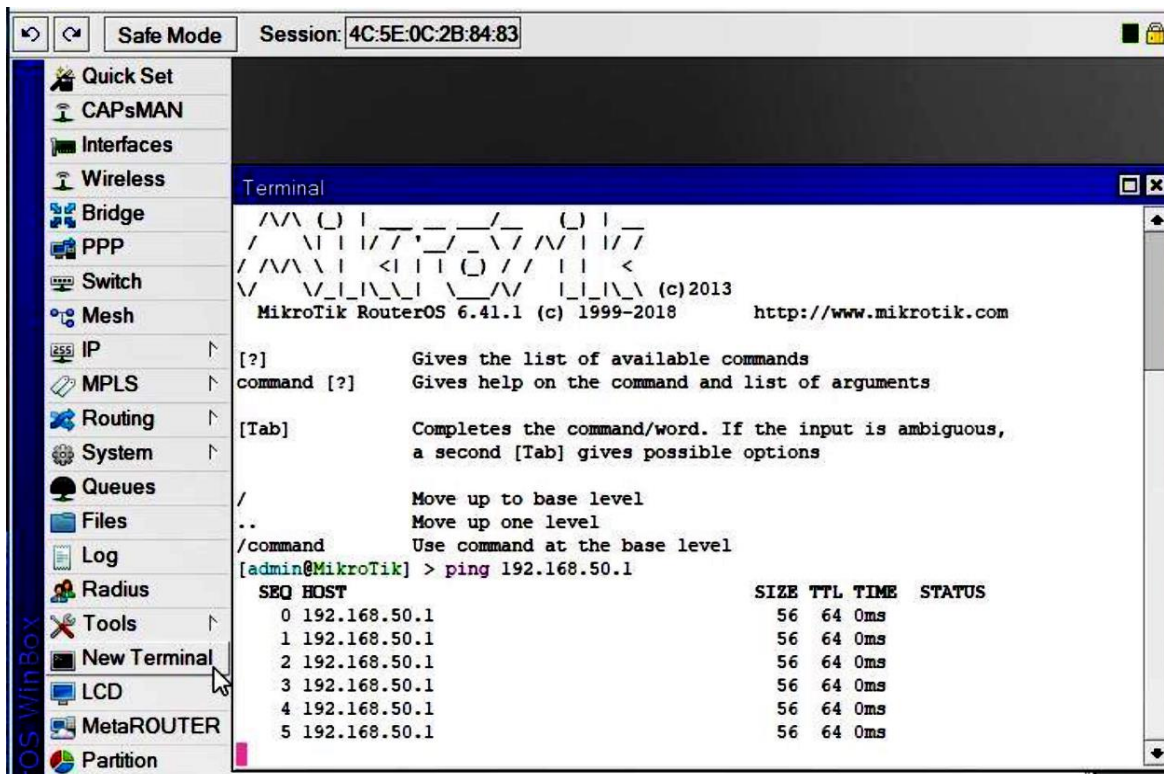 Safe Mode Session: 4C:5E:0C:2B:84:83
Quick Set
CAPsMAN
Interfaces
Wireless
Bridge
PPP
Switch
Mesh
IP
MPLS
Routing
System
Queues
Files
Log
Radius
Tools
New Terminal
LCD
MetaROUTER
Partition
OS WinBox
Terminal
(c)2013
MikroTik RouterOS 6.41.1 (c) 1999-2018 http://www.mikrotik.com
[?] Gives the list of available commands
command [?] Gives help on the command and list of arguments
[Tab] Completes the command/word. If the input is ambiguous,
a second [Tab] gives possible options
/ Move up to base level
.. Move up one level
/command Use command at the base level
[admin@MikroTik] > ping 192.168.50.1
SEQ HOST SIZE TTL TIME STATUS
0 192.168.50.1 56 64 0ms
1 192.168.50.1 56 64 0ms
2 192.168.50.1 56 64 0ms
3 192.168.50.1 56 64 0ms
4 192.168.50.1 56 64 0ms
5 192.168.50.1 56 64 0ms